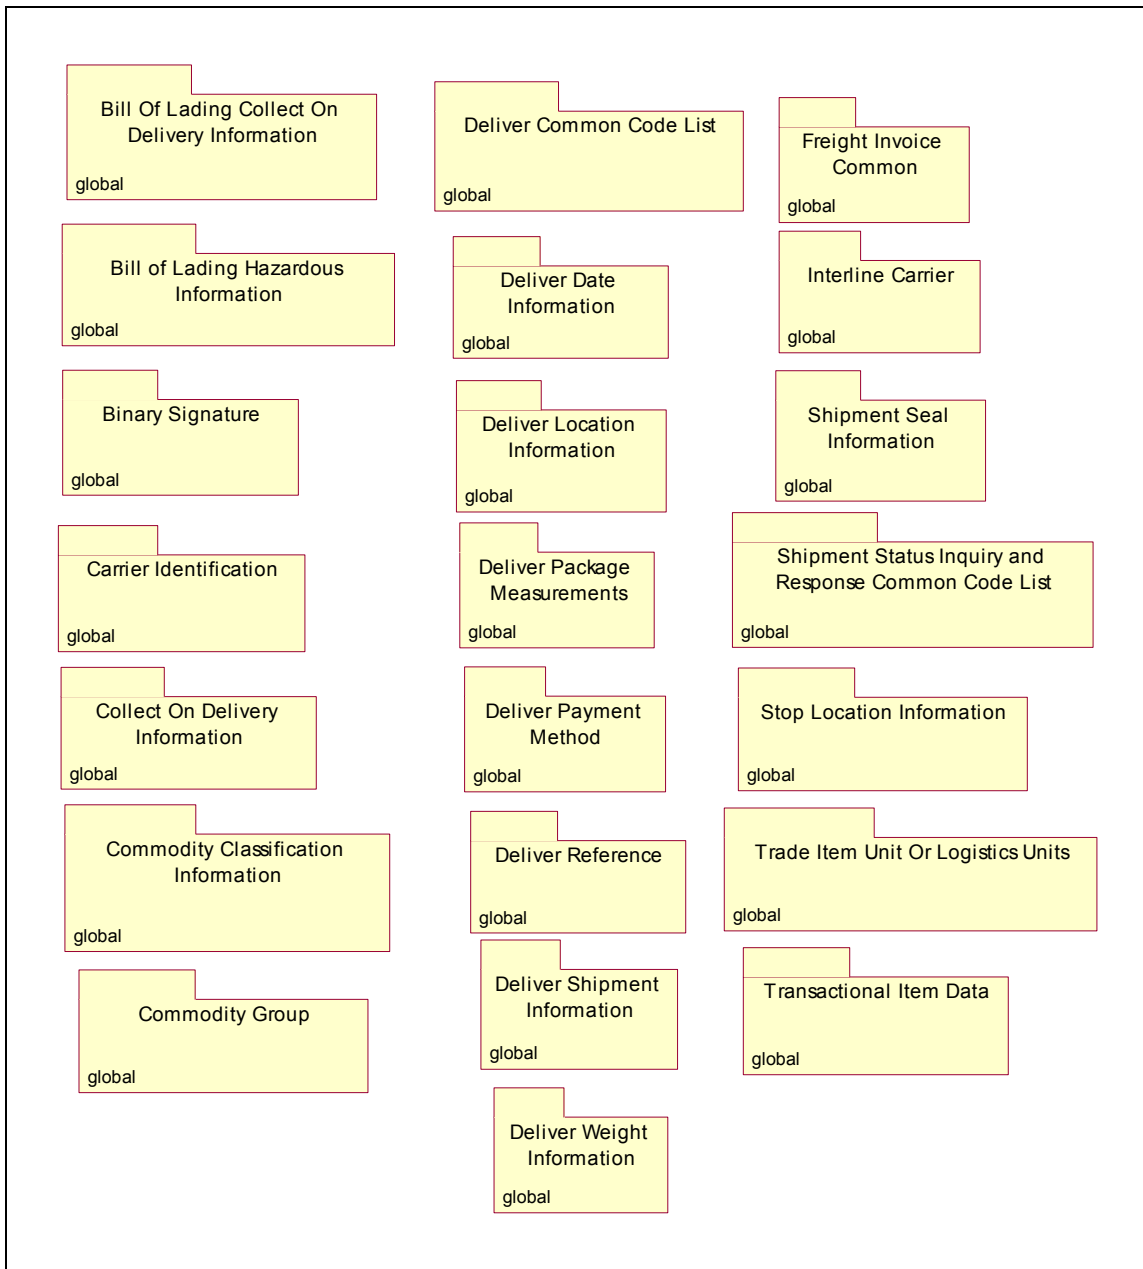 Bill Of Lading Collect On
Delivery Information
global
Bill of Lading Hazardous
Information
global
Binary Signature
global
Carrier Identification
global
Collect On Delivery
Information
global
Commodity Classification
Information
global
Commodity Group
global
Deliver Common Code List
global
Deliver Date
Information
global
Deliver Location
Information
global
Deliver Package
Measurements
global
Deliver Payment
Method
global
Deliver Reference
global
Deliver Shipment
Information
global
Deliver Weight
Information
global
Freight Invoice
Common
global
Interline Carrier
global
Shipment Seal
Information
global
Shipment Status Inquiry and
Response Common Code List
global
Stop Location Information
global
Trade Item Unit Or Logistics Units
global
Transactional Item Data
global